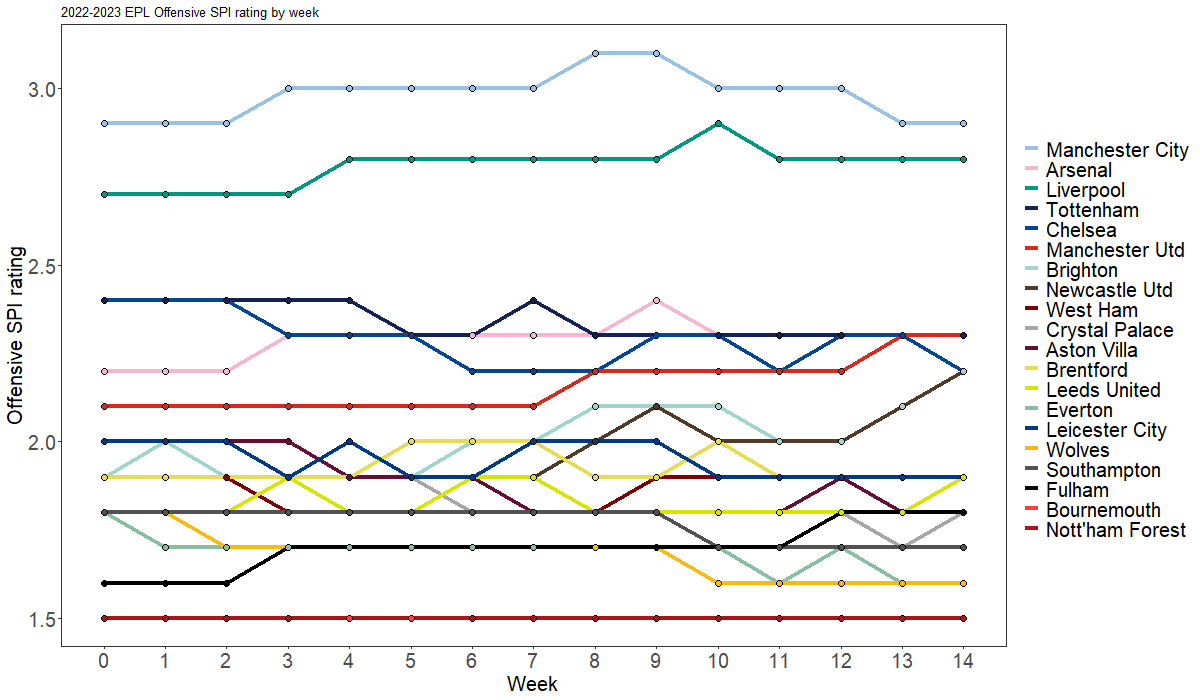 2022-2023 EPL Offensive SPI rating by week
3.0
2.5
2.0
1.5
Offensive SPI rating
0 1 2 3 4 5 6 7 8 9 10 11 12 13 14
Week
Manchester City
Arsenal
Liverpool
Tottenham
Chelsea
Manchester Utd
Brighton
Newcastle Utd
West Ham
Crystal Palace
Aston Villa
Brentford
Leeds United
Everton
Leicester City
Wolves
Southampton
Fulham
Bournemouth
Nott'ham Forest